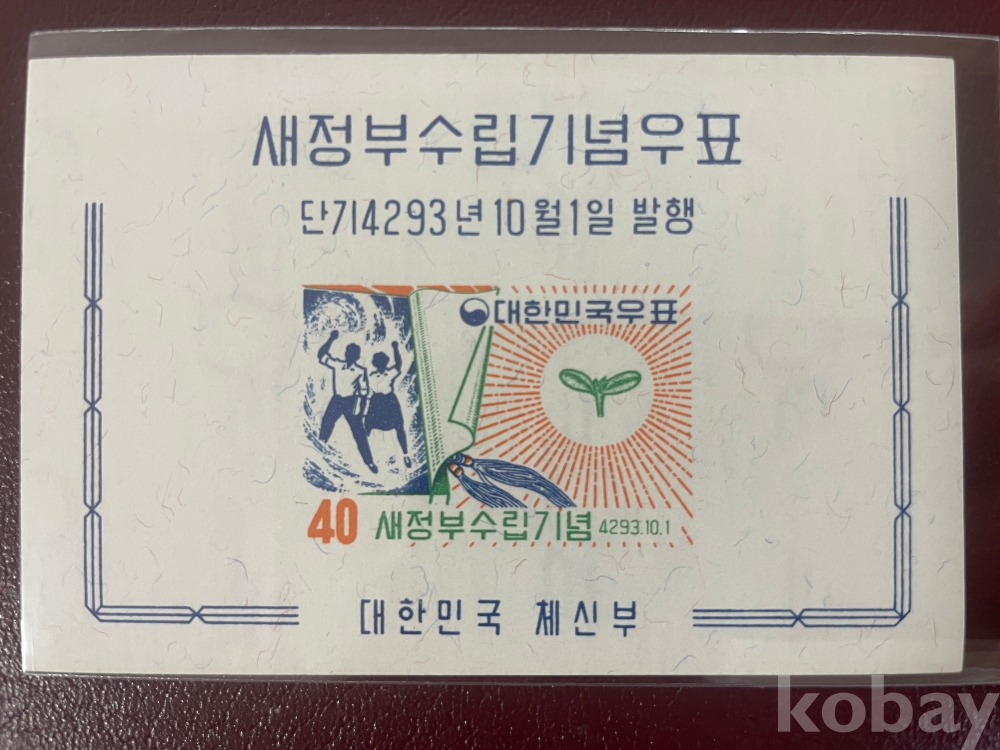 새정부수립기념우표
단기4293년10월1일 발행
대한민국우표
40 새정부수립기념 4293.10.1
대한민국 체신부
kobay